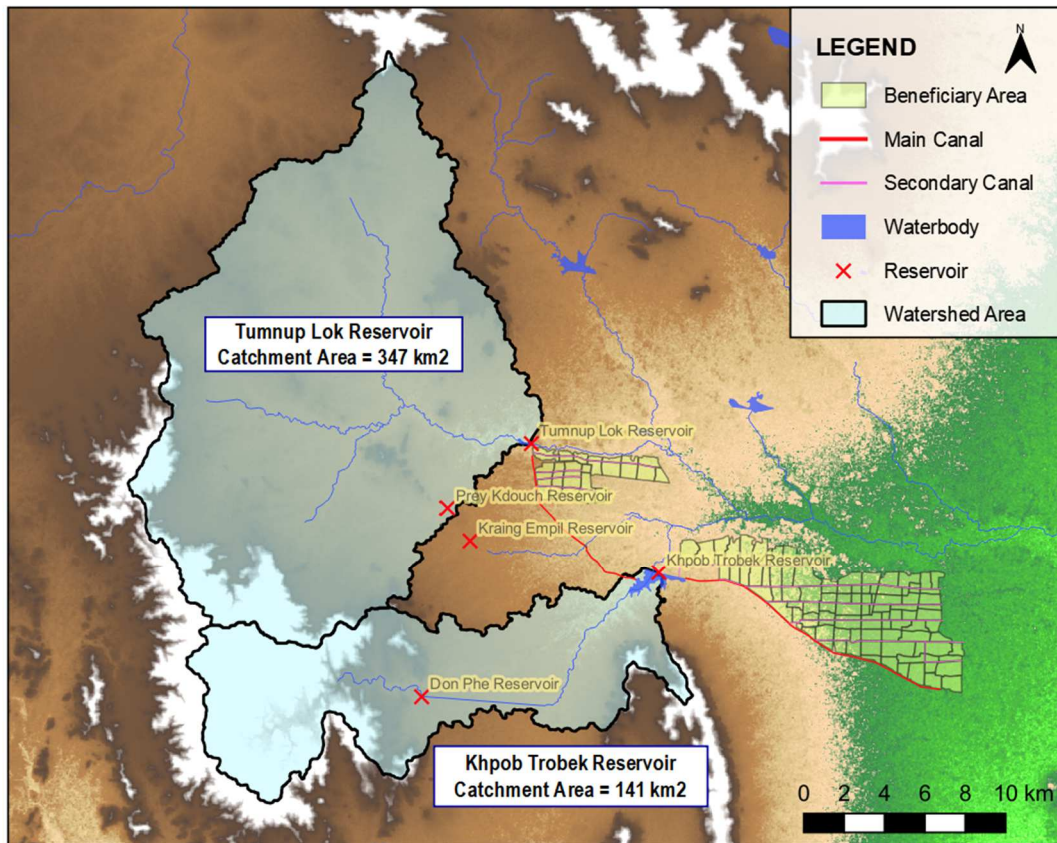 LEGEND
N
Beneficiary Area
Main Canal
Secondary Canal
Waterbody
Reservoir
Watershed Area
Tumnup Lok Reservoir
Catchment Area = 347 km2
Tumnup Lok Reservoir
Prey Kdouch Reservoir
Kraing Empil Reservoir
Khpob Trobek Reservoir
Don Phe Reservoir
Khpob Trobek Reservoir
Catchment Area = 141 km2
0 2 4 6 8 10 km